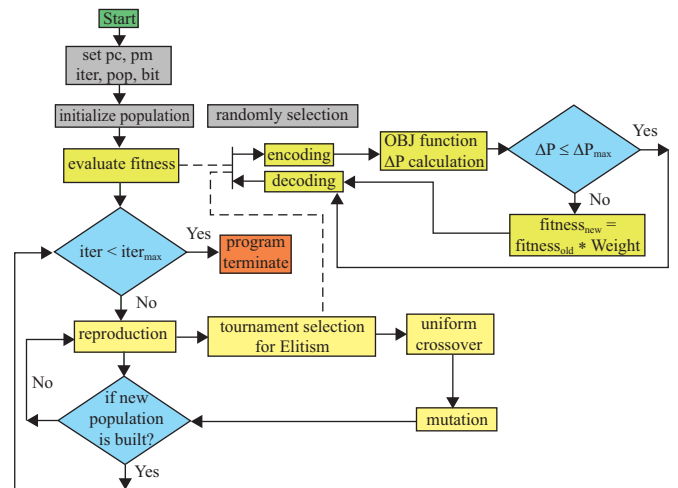 Start
set pc, pm
iter, pop, bit
initialize population
randomly selection
evaluate fitness
encoding
decoding
OBJ function
ΔP calculation
ΔP ≤ ΔPmax
Yes
No
fitnessnew =
fitnessold * Weight
iter < itermax
Yes
program
terminate
No
reproduction
tournament selection
for Elitism
uniform
crossover
No
if new
population
is built?
mutation
Yes